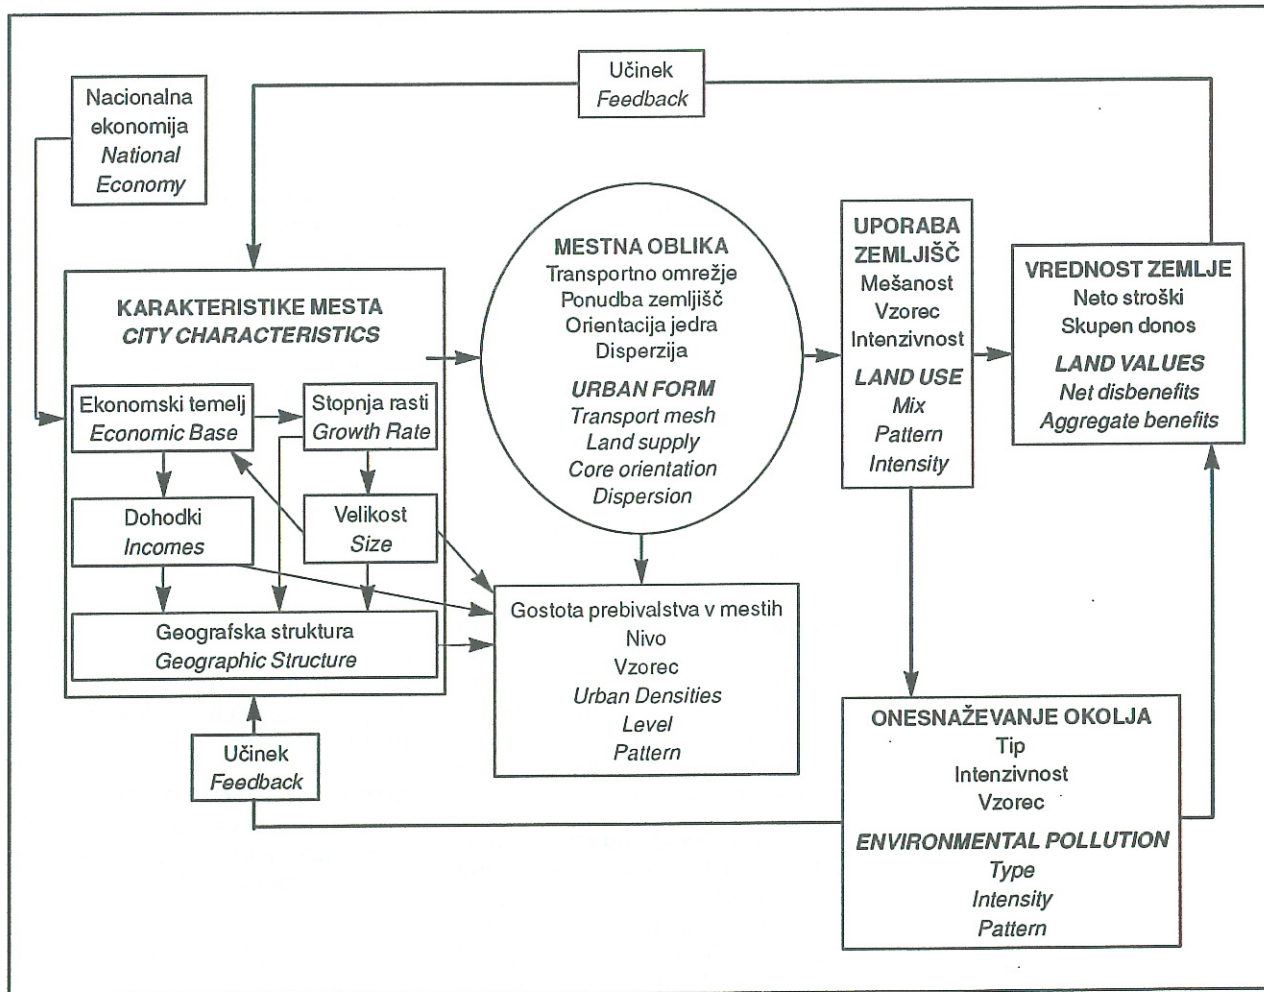 Učinek
Feedback
Nacionalna
ekonomija
National
Economy
KARAKTERISTIKE MESTA
CITY CHARACTERISTICS
Ekonomski temelj
Economic Base
Stopnja rasti
Growth Rate
Dohodki
Incomes
Velikost
Size
Geografska struktura
Geographic Structure
MESTNA OBLIKA
Transportno omrežje
Ponudba zemljišč
Orientacija jedra
Disperzija
URBAN FORM
Transport mesh
Land supply
Core orientation
Dispersion
UPORABA
ZEMLJIŠČ
Mešanost
Vzorec
Intenzivnost
LAND USE
Mix
Pattern
Intensity
VREDNOST ZEMLJE
Neto stroški
Skupen donos
LAND VALUES
Net disbenefits
Aggregate benefits
Gostota prebivalstva v mestih
Nivo
Vzorec
Urban Densities
Level
Pattern
Učinek
Feedback
ONESNAŽEVANJE OKOLJA
Tip
Intenzivnost
Vzorec
ENVIRONMENTAL POLLUTION
Type
Intensity
Pattern